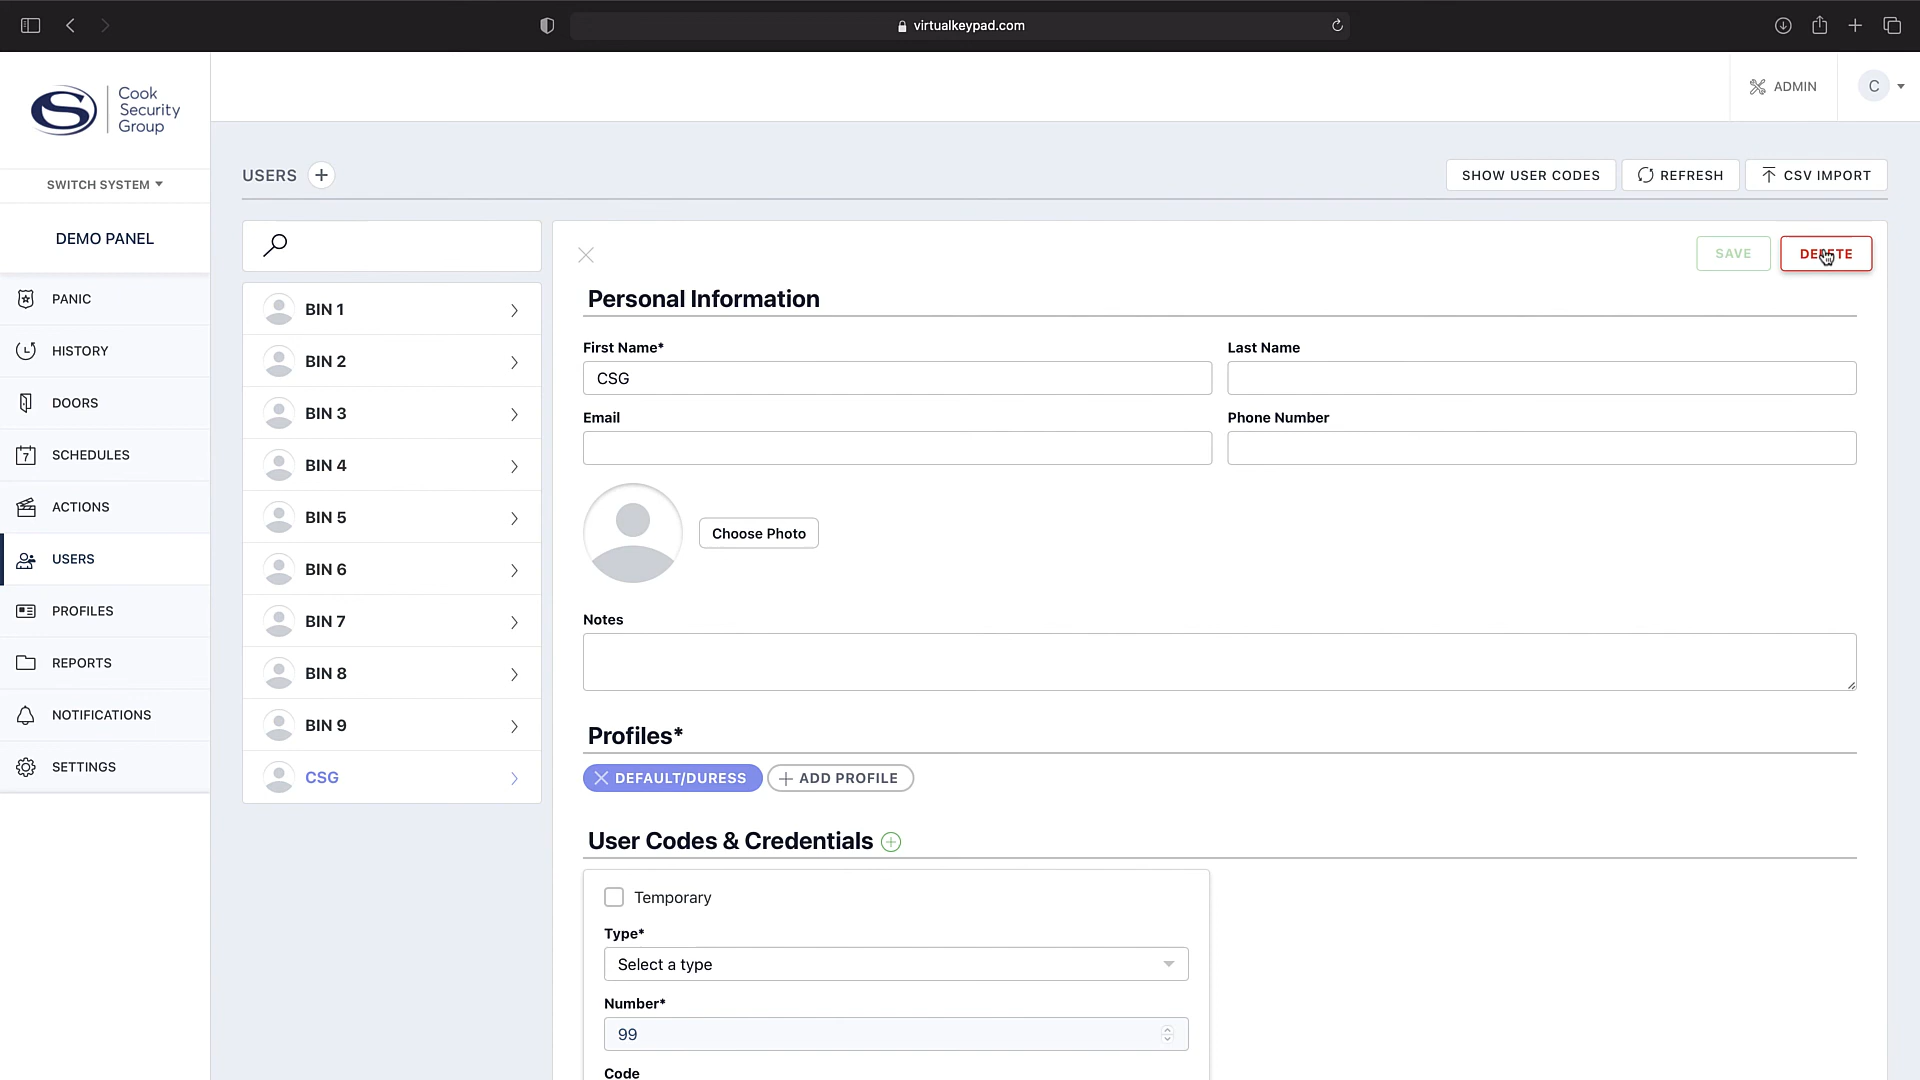 virtualkeypad.com
Cook
Security
Group
ADMIN
C
SWITCH SYSTEM
USERS
SHOW USER CODES
REFRESH
CSV IMPORT
DEMO PANEL
SAVE
DELETE
PANIC
HISTORY
DOORS
7
SCHEDULES
ACTIONS
USERS
PROFILES
REPORTS
NOTIFICATIONS
SETTINGS
BIN 1
BIN 2
BIN 3
BIN 4
BIN 5
BIN 6
BIN 7
BIN 8
BIN 9
CSG
Personal Information
First Name*
Last Name
CSG
Email
Phone Number
Choose Photo
Notes
Profiles*
DEFAULT/DURESS
ADD PROFILE
User Codes & Credentials
Temporary
Type*
Select a type
Number*
99
Code